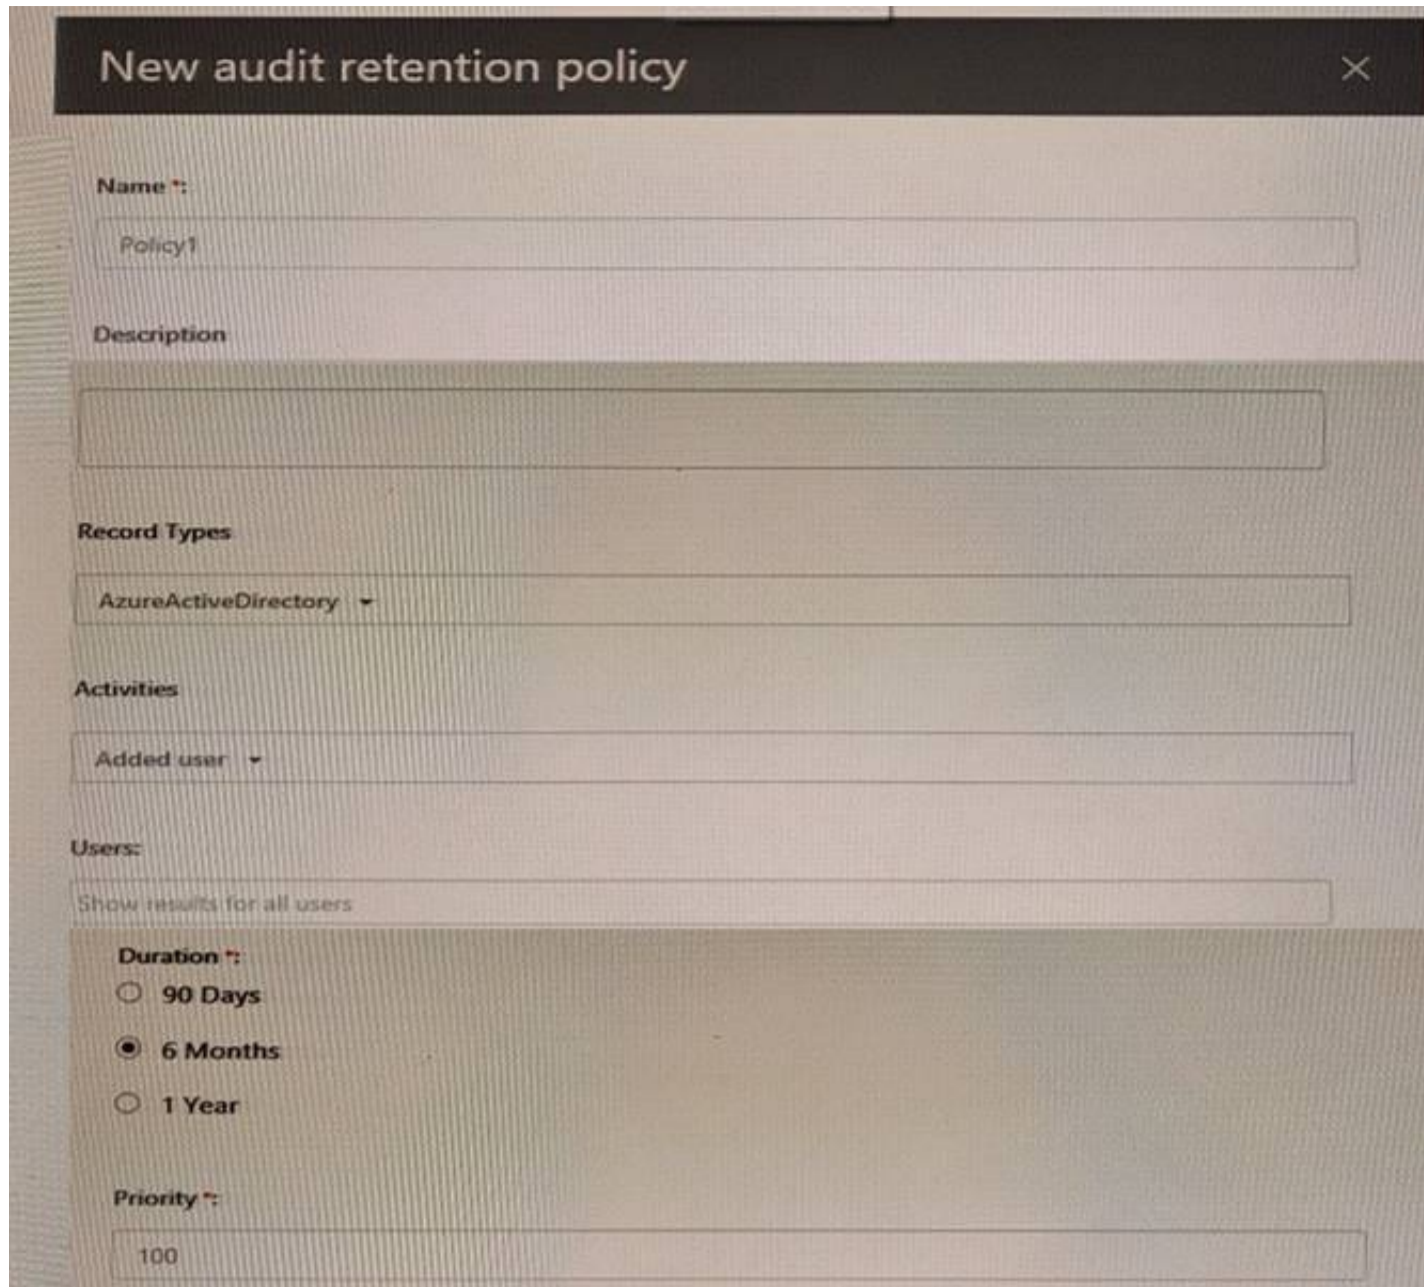 New audit retention policy
Name *:
Policy1
Description
Record Types
AzureActiveDirectory
Activities
Added user
Users:
Show results for all users
Duration *:
90 Days
6 Months
1 Year
Priority *:
100